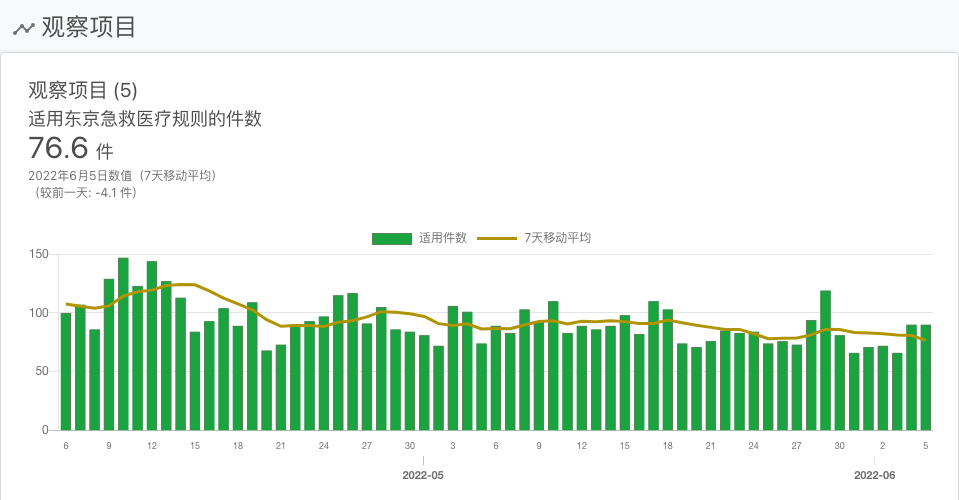 观察项目
观察项目 (5)
适用东京急救医疗规则的件数
76.6 件
2022年6月5日数值（7天移动平均）
（较前一天: -4.1 件）
适用件数 7天移动平均
150
100
50
0
6 9 12 15 18 21 24 27 30 3 6 9 12 15 18 21 24 27 30 2 5
2022-05 2022-06